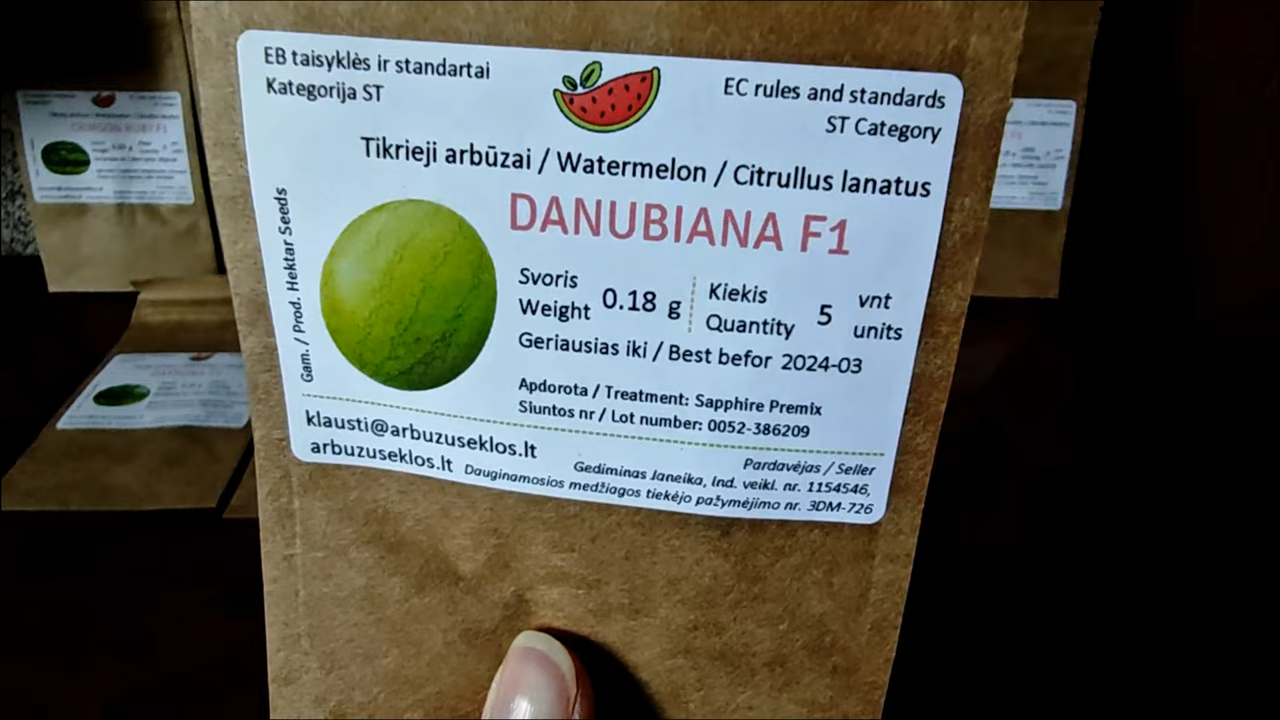 EB taisyklės ir standartai
Kategorija ST
EC rules and standards
ST Category
Tikrieji arbūzai / Watermelon / Citrullus lanatus
DANUBIANA F1
Gam. / Prod. Hektar Seeds
Svoris
Weight 0.18 g
Kiekis
Quantity 5
vnt
units
Geriausias iki / Best befor 2024-03
Apdorota / Treatment: Sapphire Premix
Siuntos nr / Lot number: 0052-386209
klausti@arbuzuseklos.lt
arbuzuseklos.lt
Pardavėjas / Seller
Gediminas Janeika, Ind. veikl. nr. 1154546,
Dauginamosios medžiagos tiekėjo pažymėjimo nr. 3DM-726
CRIMSON RUBY F1